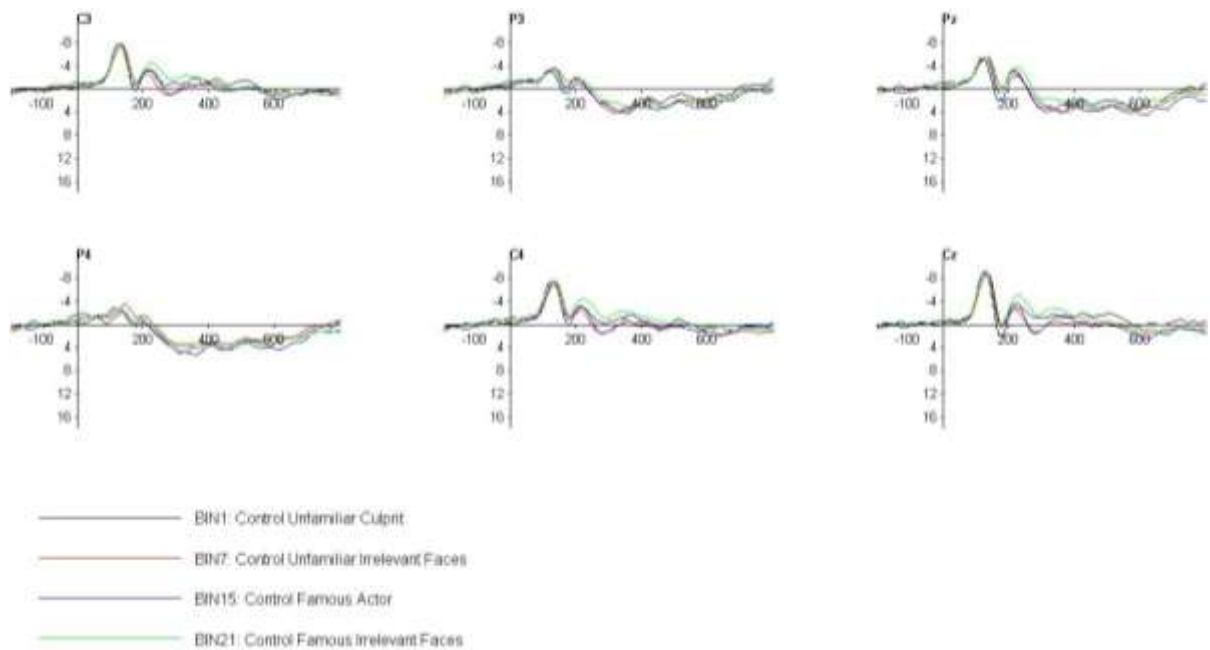 C3 P3 Pz
-8 -8 -8
-4 -4 -4
-100 200 400 600 -100 200 400 600 -100 200 400 600
4 4 4
8 8 8
12 12 12
16 16 16
P4 C4 Cz
-8 -8 -8
-4 -4 -4
-100 200 400 600 -100 200 400 600 -100 200 400 600
4 4 4
8 8 8
12 12 12
16 16 16
BIN1: Control Unfamiliar Culprit
BIN7: Control Unfamiliar Irrelevant Faces
BIN15: Control Famous Actor
BIN21: Control Famous Irrelevant Faces